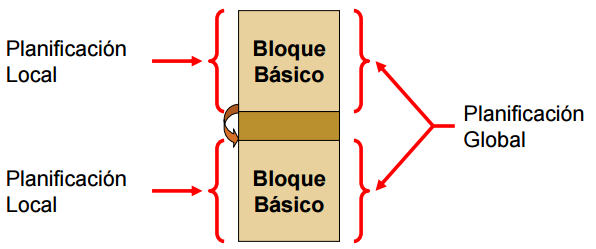 Planificación
Local
Bloque
Básico
Planificación
Global
Planificación
Local
Bloque
Básico